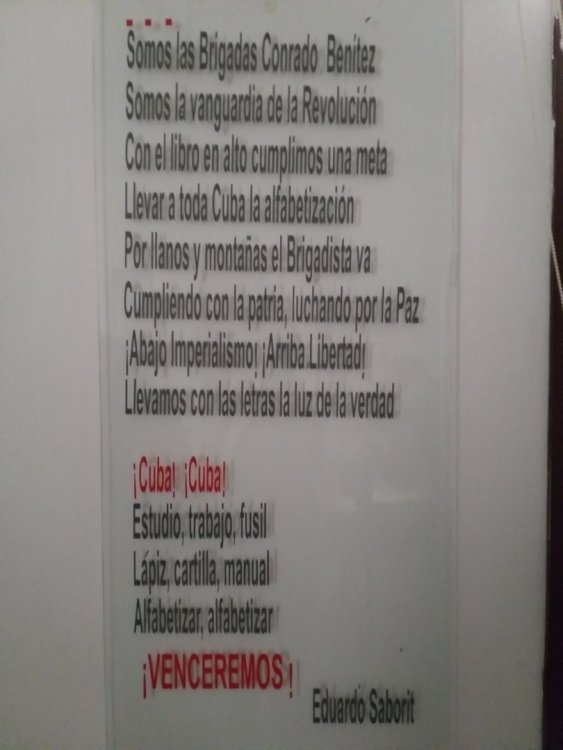 Somos las Brigadas Conrado Benítez
Somos la vanguardia de la Revolución
Con el libro en alto cumplimos una meta
Llevar a toda Cuba la alfabetización
Por llanos y montañas el Brigadista va
Cumpliendo con la patria, luchando por la Paz
¡Abajo Imperialismo! ¡Arriba Libertad!
Llevamos con las letras la luz de la verdad
¡Cuba! ¡Cuba!
Estudio, trabajo, fusil
Lápiz, cartilla, manual
Alfabetizar, alfabetizar
¡VENCEREMOS!
Eduardo Saborit